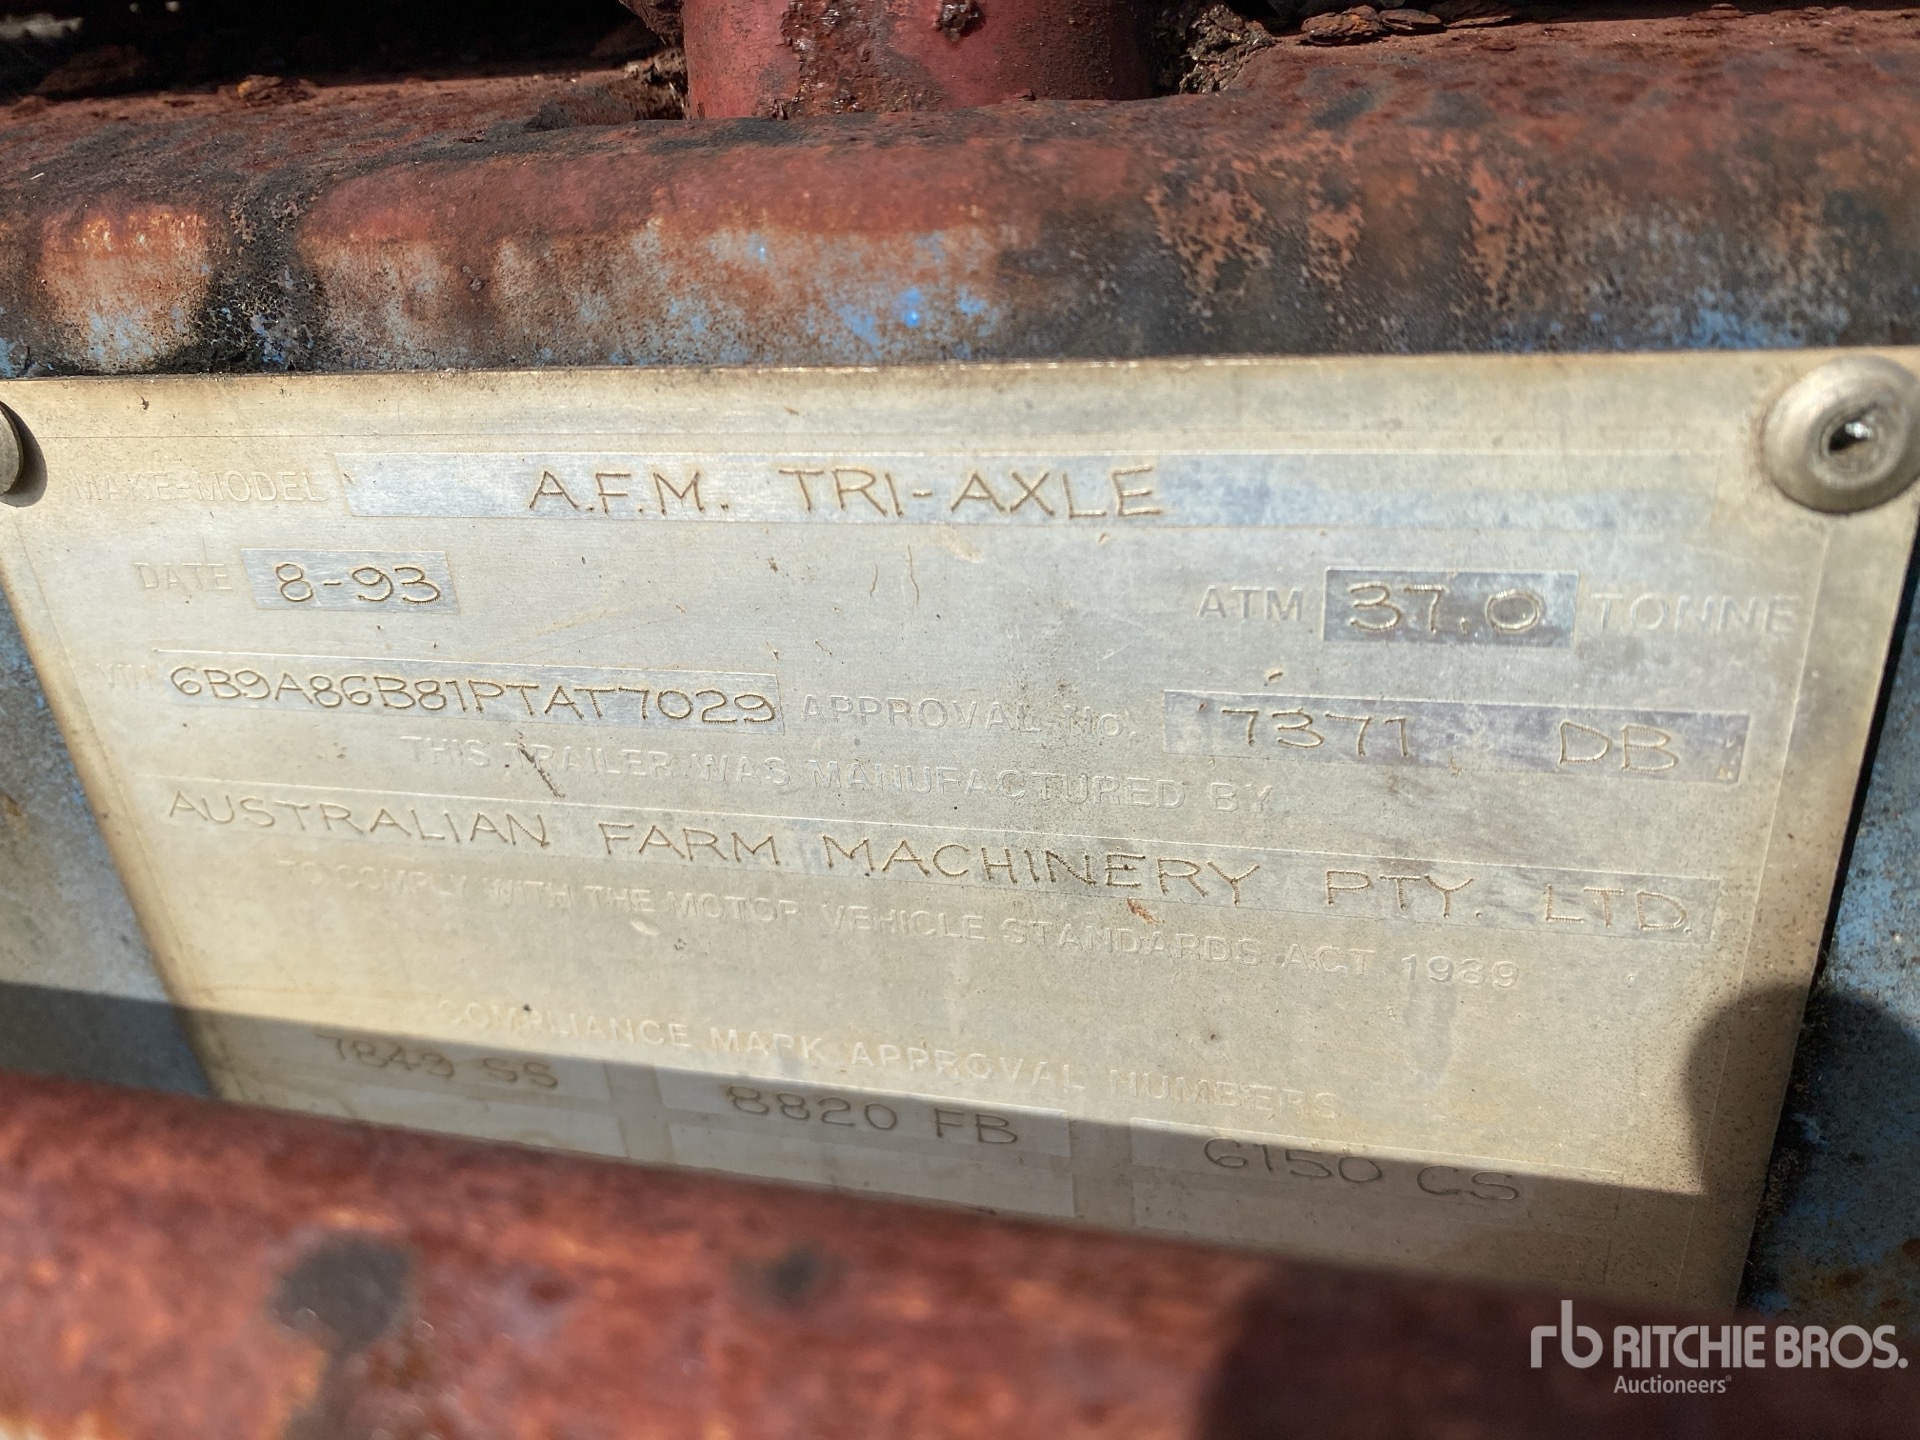 MAKE-MODEL A.F.M. TRI-AXLE
DATE 8-93 ATM 37.0 TONNE
VIN 6B9A86B81PTAT7029 APPROVAL No. 7371 DB
THIS TRAILER WAS MANUFACTURED BY
AUSTRALIAN FARM MACHINERY PTY. LTD.
TO COMPLY WITH THE MOTOR VEHICLE STANDARDS ACT 1989
COMPLIANCE MARK APPROVAL NUMBERS
7243 SS 8820 FB 6150 CS
rb RITCHIE BROS.
Auctioneers